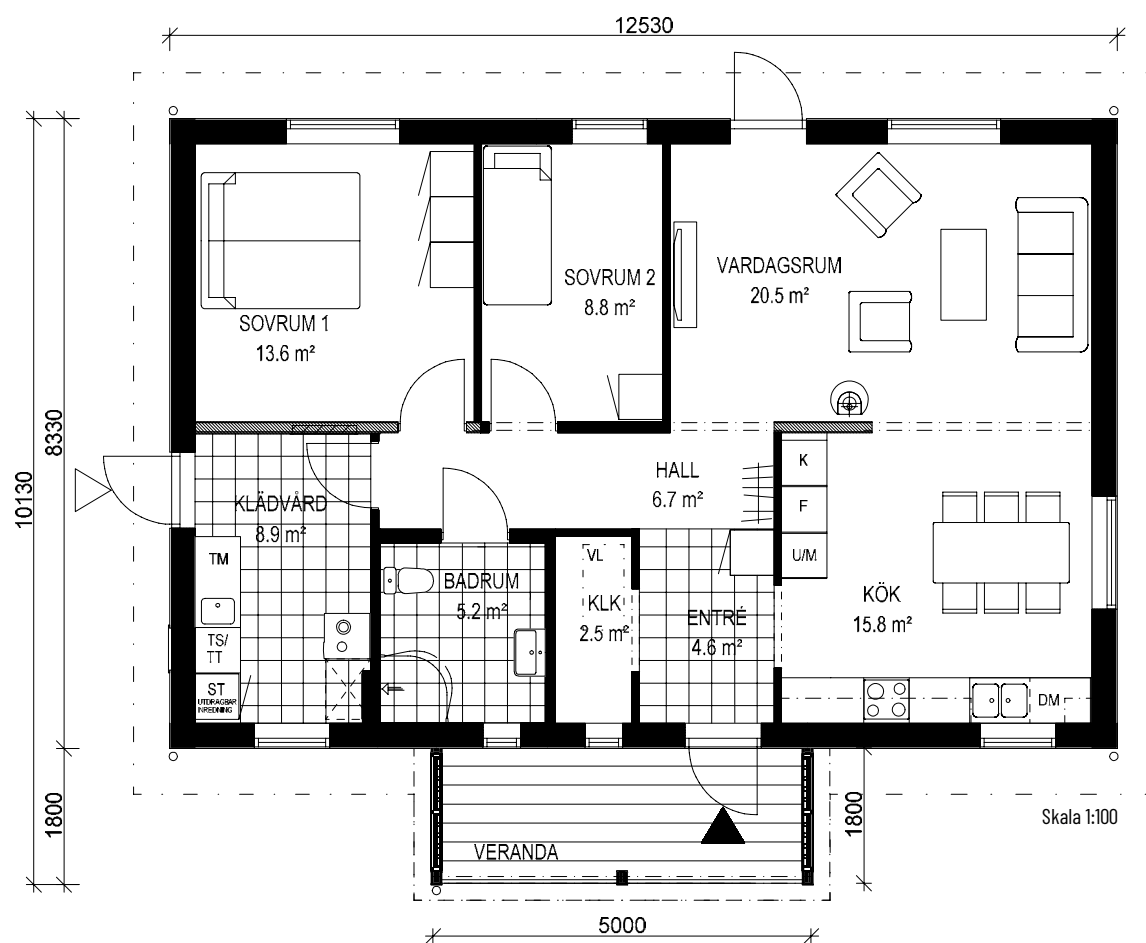 12530
SOVRUM 2
8.8 m²
VARDAGSRUM
20.5 m²
SOVRUM 1
13.6 m²
8330
10130
HALL
6.7 m²
K
F
U/M
KLÄDVÅRD
8.9 m²
TM
TS/
TT
ST
UTDRAGBAR
INREDNING
BADRUM
5.2 m²
VL
KLK
2.5 m²
ENTRÉ
4.6 m²
KÖK
15.8 m²
DM
1800
1800
Skala 1:100
VERANDA
5000